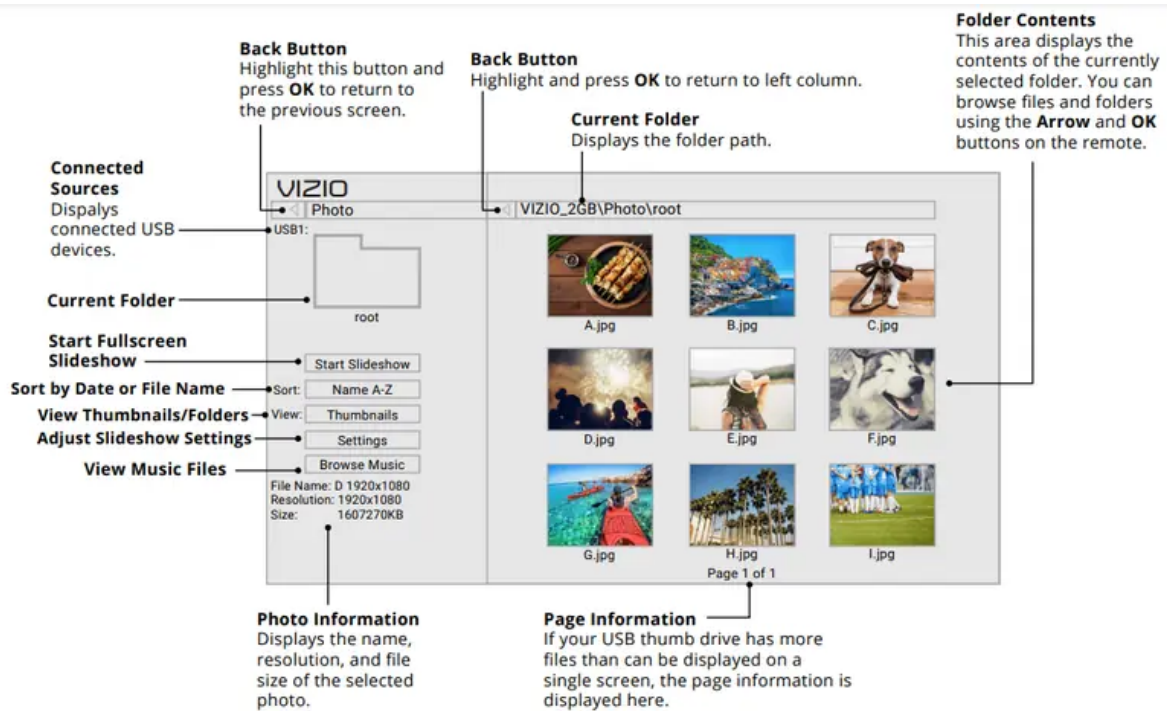 Back Button
Highlight this button and
press OK to return to
the previous screen.
Back Button
Highlight and press OK to return to left column.
Current Folder
Displays the folder path.
Folder Contents
This area displays the
contents of the currently
selected folder. You can
browse files and folders
using the Arrow and OK
buttons on the remote.
Connected
Sources
Dispalys
connected USB
devices.
Current Folder
Start Fullscreen
Slideshow
Sort by Date or File Name
View Thumbnails/Folders
Adjust Slideshow Settings
View Music Files
VIZIO
Photo
USB1:
root
Start Slideshow
Sort: Name A-Z
View: Thumbnails
Settings
Browse Music
File Name: D 1920x1080
Resolution: 1920x1080
Size: 1607270KB
VIZIO_2GB\Photo\root
A.jpg
B.jpg
C.jpg
D.jpg
E.jpg
F.jpg
G.jpg
H.jpg
I.jpg
Page 1 of 1
Photo Information
Displays the name,
resolution, and file
size of the selected
photo.
Page Information
If your USB thumb drive has more
files than can be displayed on a
single screen, the page information is
displayed here.